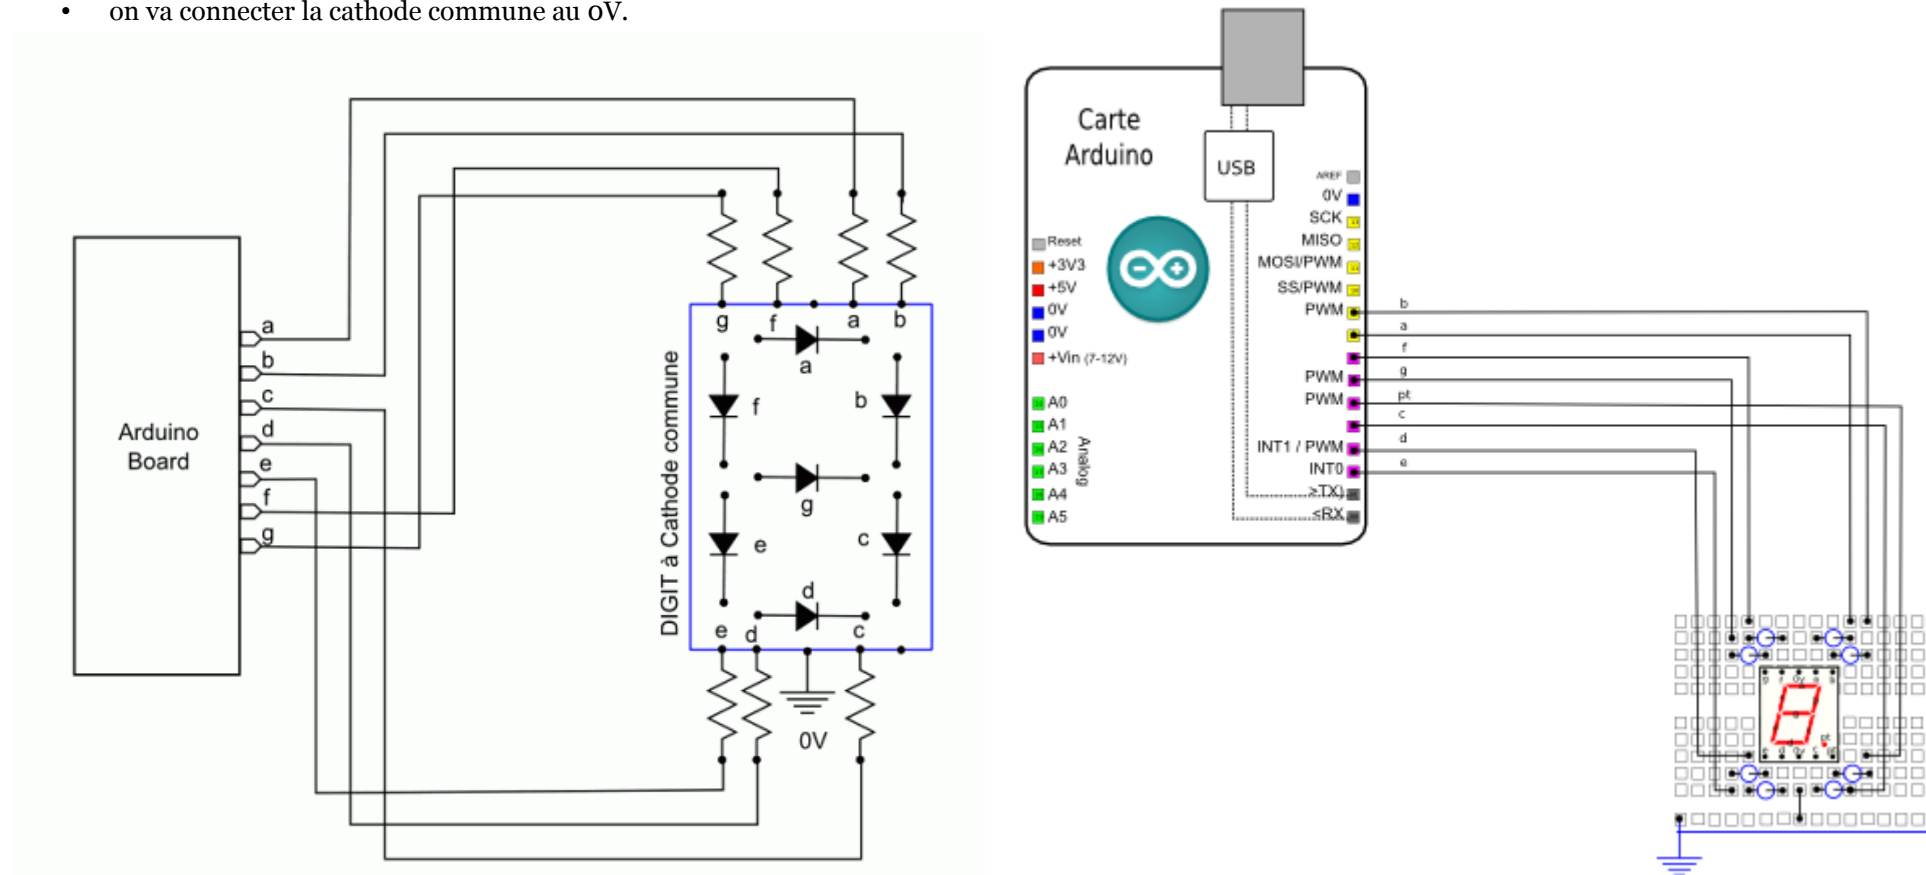 • on va connecter la cathode commune au 0V.
Arduino
Board
a
b
c
d
e
f
g
DIGIT à Cathode commune
g f a b
a
f b
g
e c
d
e d c
0V
Carte
Arduino
USB
Reset
+3V3
+5V
0V
0V
+Vin (7-12V)
A0
A1
A2
A3
A4
A5
Analog
AREF
0V
SCK
MISO
MOSI/PWM
SS/PWM
PWM
PWM
PWM
INT1 / PWM
INT0
>TX
<RX
b
a
f
g
pt
c
d
e
pt